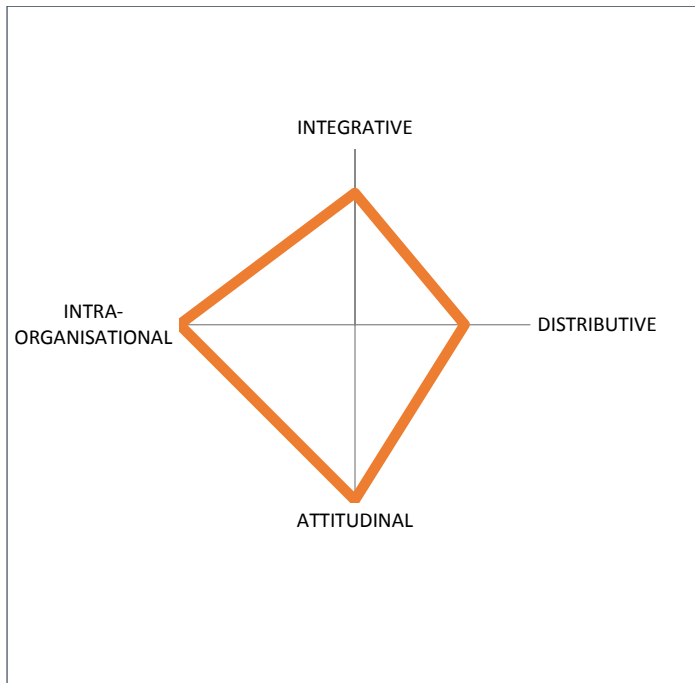 INTEGRATIVE
INTRA-
ORGANISATIONAL
DISTRIBUTIVE
ATTITUDINAL